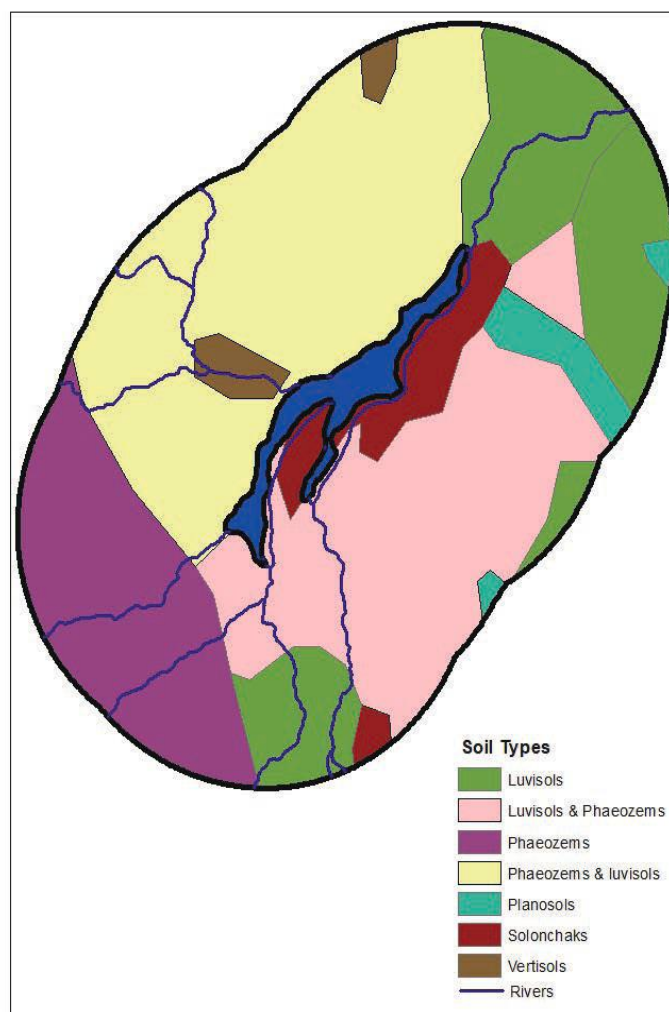 Soil Types
Luvisols
Luvisols & Phaeozems
Phaeozems
Phaeozems & luvisols
Planosols
Solonchaks
Vertisols
Rivers